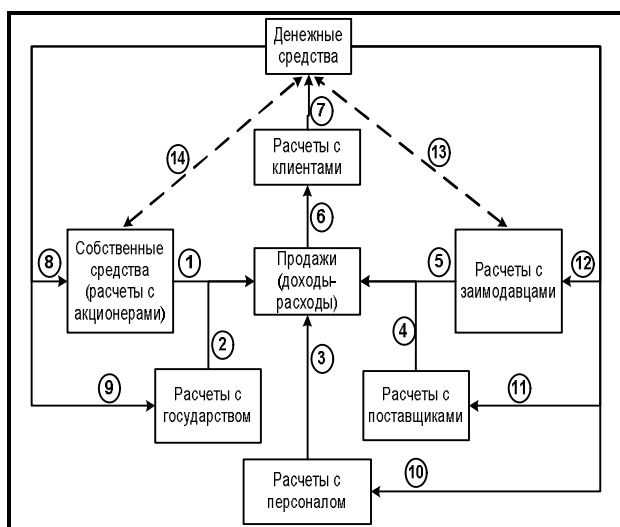 Денежные
средства
7
14
13
Расчеты с
клиентами
6
8
Собственные
средства
(расчеты с
акционерами)
1
Продажи
(доходы-
расходы)
5
Расчеты с
заимодавцами
12
2
3
4
9
Расчеты с
государством
Расчеты с
поставщиками
11
Расчеты с
персоналом
10